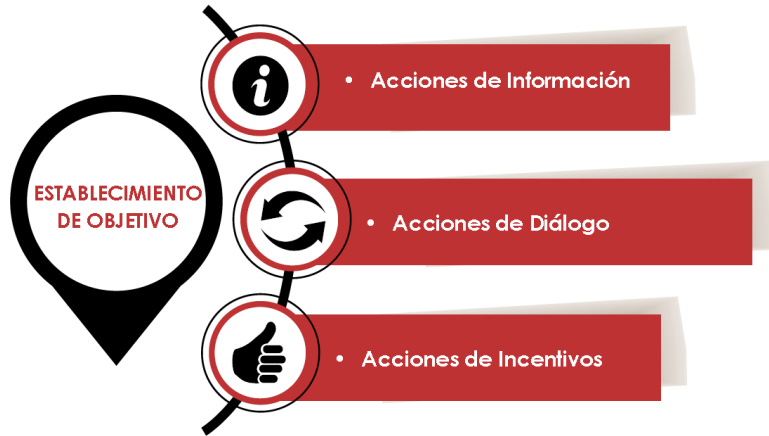 ESTABLECIMIENTO
DE OBJETIVO
• Acciones de Información
• Acciones de Diálogo
• Acciones de Incentivos